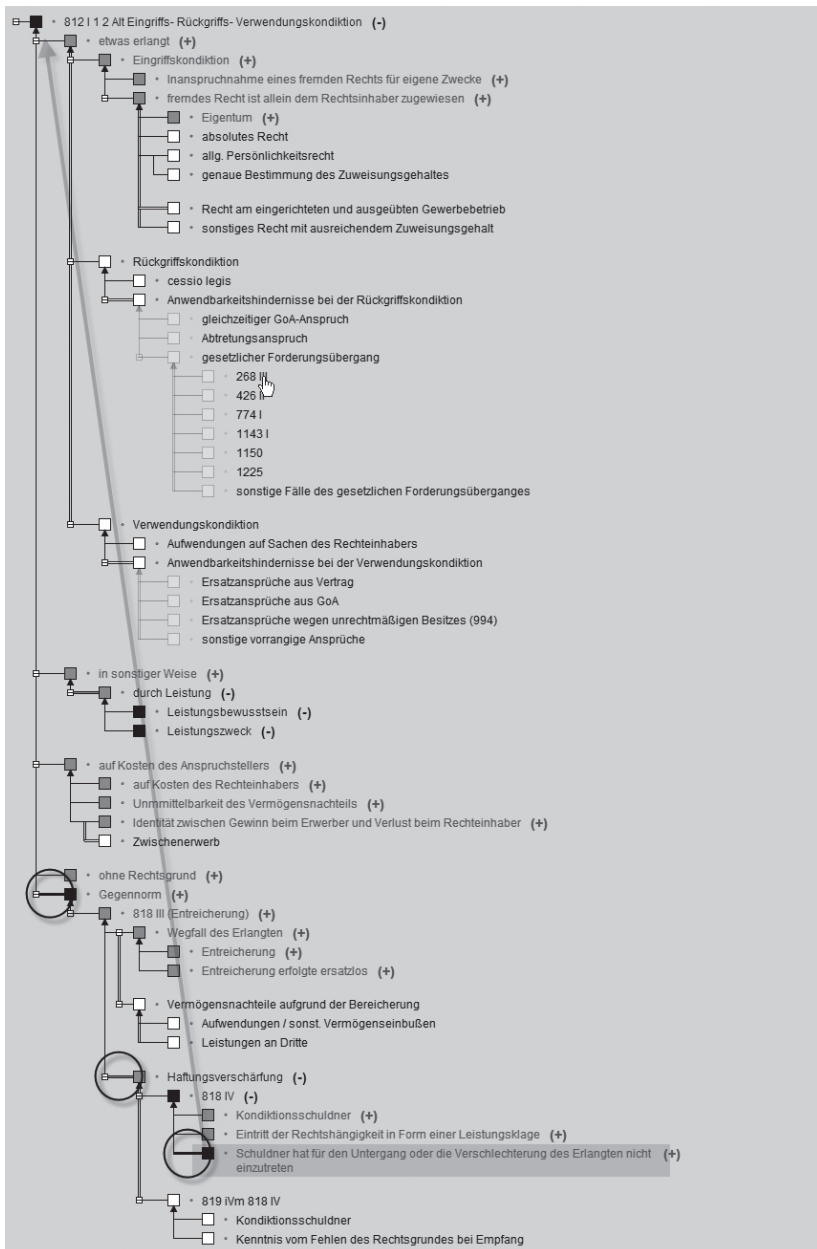 812 I 1 2 Alt Eingriffs- Rückgriffs- Verwendungskondiktion (-)
etwas erlangt (+)
Eingriffskondiktion (+)
Inanspruchnahme eines fremden Rechts für eigene Zwecke (+)
fremdes Recht ist allein dem Rechtsinhaber zugewiesen (+)
Eigentum (+)
absolutes Recht
allg. Persönlichkeitsrecht
genaue Bestimmung des Zuweisungsgehaltes
Recht am eingerichteten und ausgeübten Gewerbebetrieb
sonstiges Recht mit ausreichendem Zuweisungsgehalt
Rückgriffskondiktion
cessio legis
Anwendbarkeitshindernisse bei der Rückgriffskondiktion
gleichzeitiger GoA-Anspruch
Abtretungsanspruch
gesetzlicher Forderungsübergang
268 III
426 II
774 I
1143 I
1150
1225
sonstige Fälle des gesetzlichen Forderungsüberganges
Verwendungskondiktion
Aufwendungen auf Sachen des Rechteinhabers
Anwendbarkeitshindernisse bei der Verwendungskondiktion
Ersatzansprüche aus Vertrag
Ersatzansprüche aus GoA
Ersatzansprüche wegen unrechtmäßigen Besitzes (994)
sonstige vorrangige Ansprüche
in sonstiger Weise (+)
durch Leistung (-)
Leistungsbewusstsein (-)
Leistungszweck (-)
auf Kosten des Anspruchstellers (+)
auf Kosten des Rechteinhabers (+)
Unmmittelbarkeit des Vermögensnachteils (+)
Identität zwischen Gewinn beim Erwerber und Verlust beim Rechteinhaber (+)
Zwischenerwerb
ohne Rechtsgrund (+)
Gegennorm (+)
818 III (Entreicherung) (+)
Wegfall des Erlangten (+)
Entreicherung (+)
Entreicherung erfolgte ersatzlos (+)
Vermögensnachteile aufgrund der Bereicherung
Aufwendungen / sonst. Vermögenseinbußen
Leistungen an Dritte
Haftungsverschärfung (-)
818 IV (-)
Kondiktionsschuldner (+)
Eintritt der Rechtshängigkeit in Form einer Leistungsklage (+)
Schuldner hat für den Untergang oder die Verschlechterung des Erlangten nicht (+)
einzutreten
819 iVm 818 IV
Kondiktionsschuldner
Kenntnis vom Fehlen des Rechtsgrundes bei Empfang